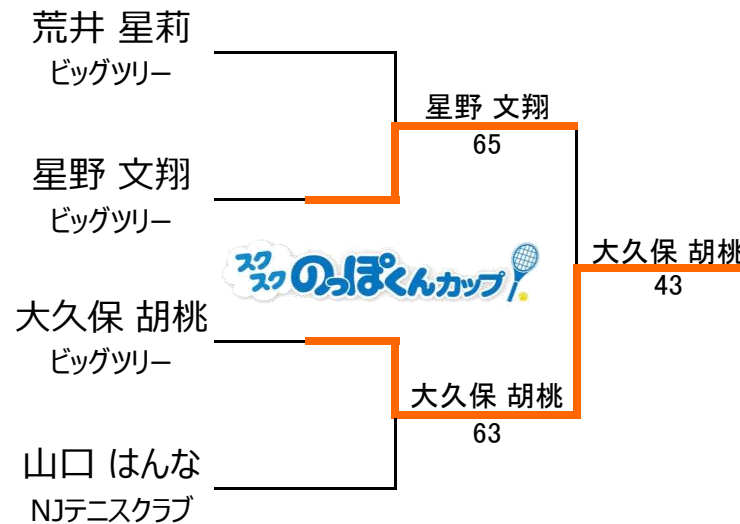 荒井 星莉
ビッグツリー
星野 文翔
65
星野 文翔
ビッグツリー
スク
スク
のっぽくんカップ
大久保 胡桃
43
大久保 胡桃
ビッグツリー
大久保 胡桃
63
山口 はんな
NJテニスクラブ